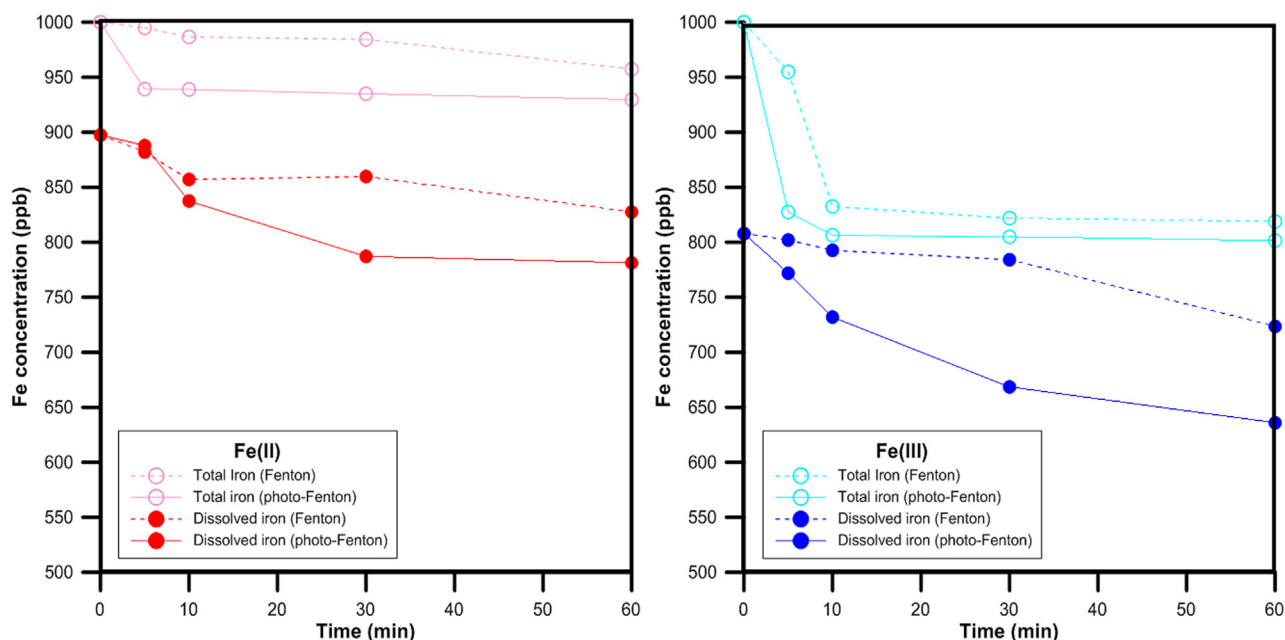 Fe concentration (ppb)
1000
950
900
850
800
750
700
650
600
550
500
Fe(II)
Total Iron (Fenton)
Total iron (photo-Fenton)
Dissolved iron (Fenton)
Dissolved iron (photo-Fenton)
0 10 20 30 40 50 60
Time (min)
Fe concentration (ppb)
1000
950
900
850
800
750
700
650
600
550
500
Fe(III)
Total Iron (Fenton)
Total iron (photo-Fenton)
Dissolved iron (Fenton)
Dissolved iron (photo-Fenton)
0 10 20 30 40 50 60
Time (min)